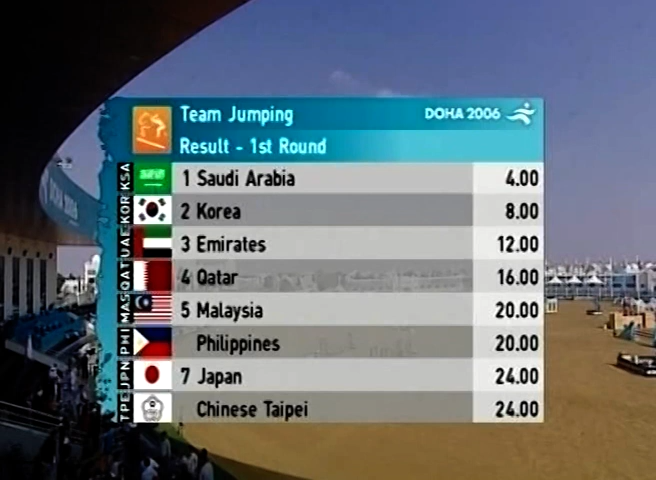 Team Jumping DOHA 2006
Result - 1st Round
KSA 1 Saudi Arabia 4.00
KOR 2 Korea 8.00
UAE 3 Emirates 12.00
QAT 4 Qatar 16.00
MAS 5 Malaysia 20.00
PHI Philippines 20.00
JPN 7 Japan 24.00
TPE Chinese Taipei 24.00